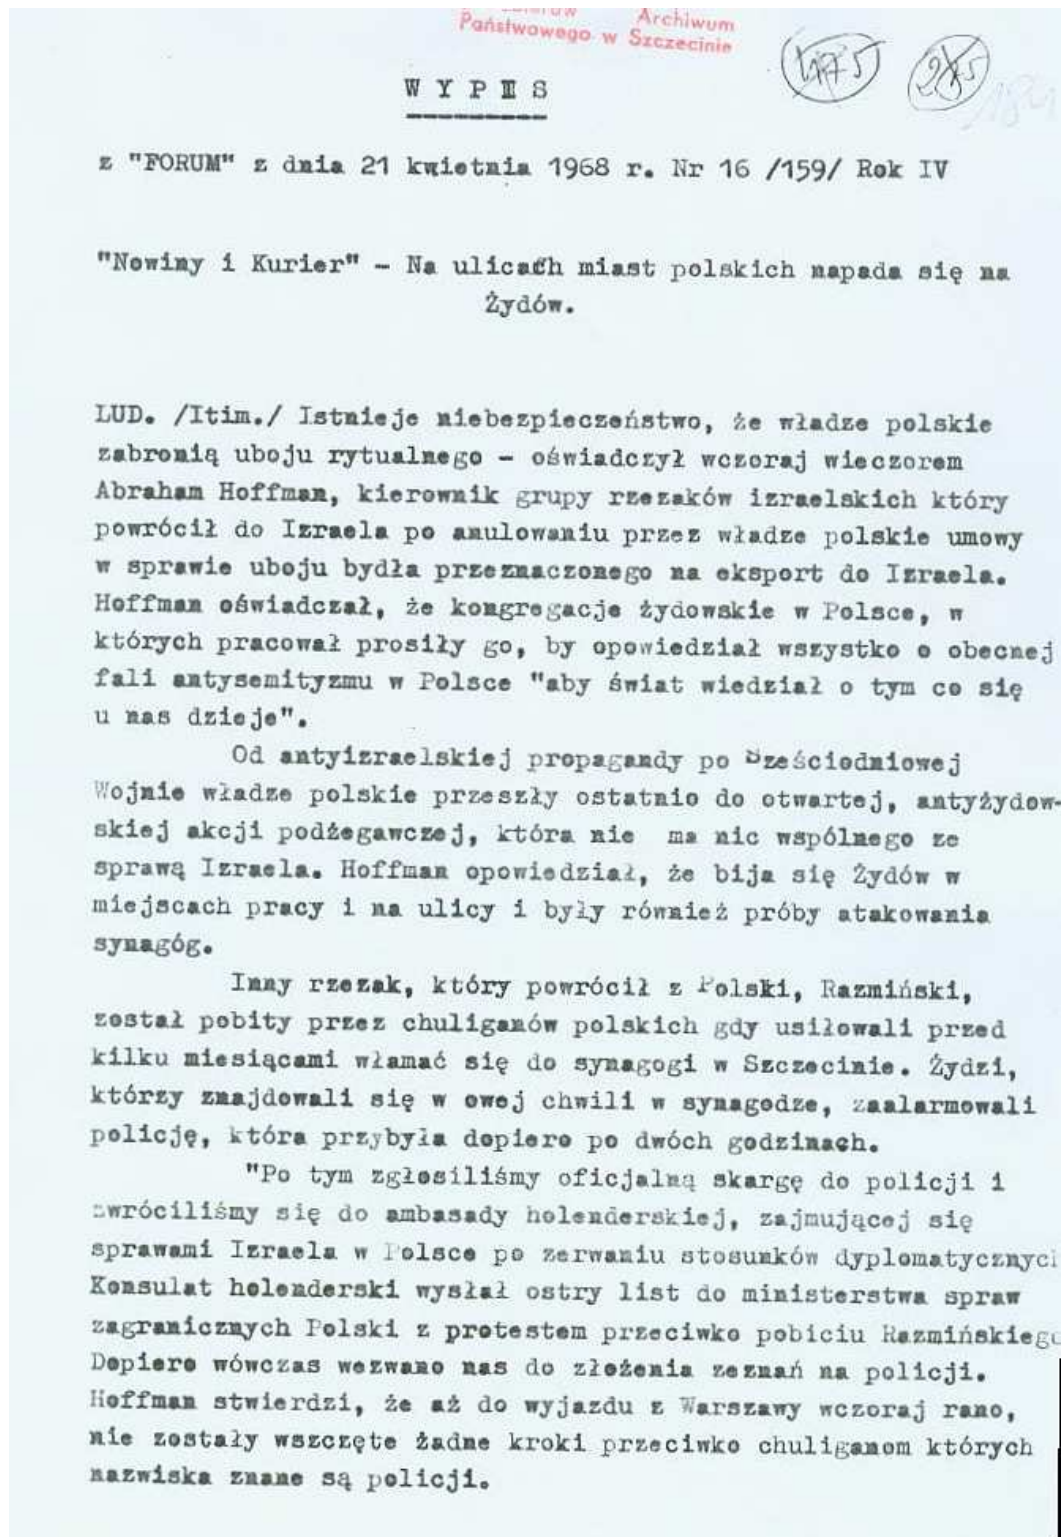 Archiwum
Państwowego w Szczecinie
1175 285 184
W Y P I S
z "FORUM" z dnia 21 kwietnia 1968 r. Nr 16 /159/ Rok IV
"Nowiny i Kurier" - Na ulicach miast polskich napada się na
Żydów.
LUD. /Itim./ Istnieje niebezpieczeństwo, że władze polskie
zabronią uboju rytualnego - oświadczył wczoraj wieczorem
Abraham Hoffman, kierownik grupy rzezaków izraelskich który
powrócił do Izraela po anulowaniu przez władze polskie umowy
w sprawie uboju bydła przeznaczonego na eksport do Izraela.
Hoffman oświadczał, że kongregacje żydowskie w Polsce, w
których pracował prosiły go, by opowiedział wszystko o obecnej
fali antysemityzmu w Polsce "aby świat wiedział o tym co się
u nas dzieje".
Od antyizraelskiej propagandy po Sześciodniowej
Wojnie władze polskie przeszły ostatnio do otwartej, antyżydow-
skiej akcji podżegawczej, która nie ma nic wspólnego ze
sprawą Izraela. Hoffman opowiedział, że bija się Żydów w
miejscach pracy i na ulicy i były również próby atakowania
synagóg.
Inny rzezak, który powrócił z Polski, Razmiński,
został pobity przez chuliganów polskich gdy usiłowali przed
kilku miesiącami włamać się do synagogi w Szczecinie. Żydzi,
którzy znajdowali się w owej chwili w synagodze, zaalarmowali
policję, która przybyła dopiero po dwóch godzinach.
"Po tym zgłosiliśmy oficjalną skargę do policji i
zwróciliśmy się do ambasady holenderskiej, zajmującej się
sprawami Izraela w Polsce po zerwaniu stosunków dyplomatycznych
Konsulat holenderski wysłał ostry list do ministerstwa spraw
zagranicznych Polski z protestem przeciwko pobiciu Razmińskiego
Dopiero wówczas wezwano nas do złożenia zeznań na policji.
Hoffman stwierdzi, że aż do wyjazdu z Warszawy wczoraj rano,
nie zostały wszczęte żadne kroki przeciwko chuliganom których
nazwiska znane są policji.